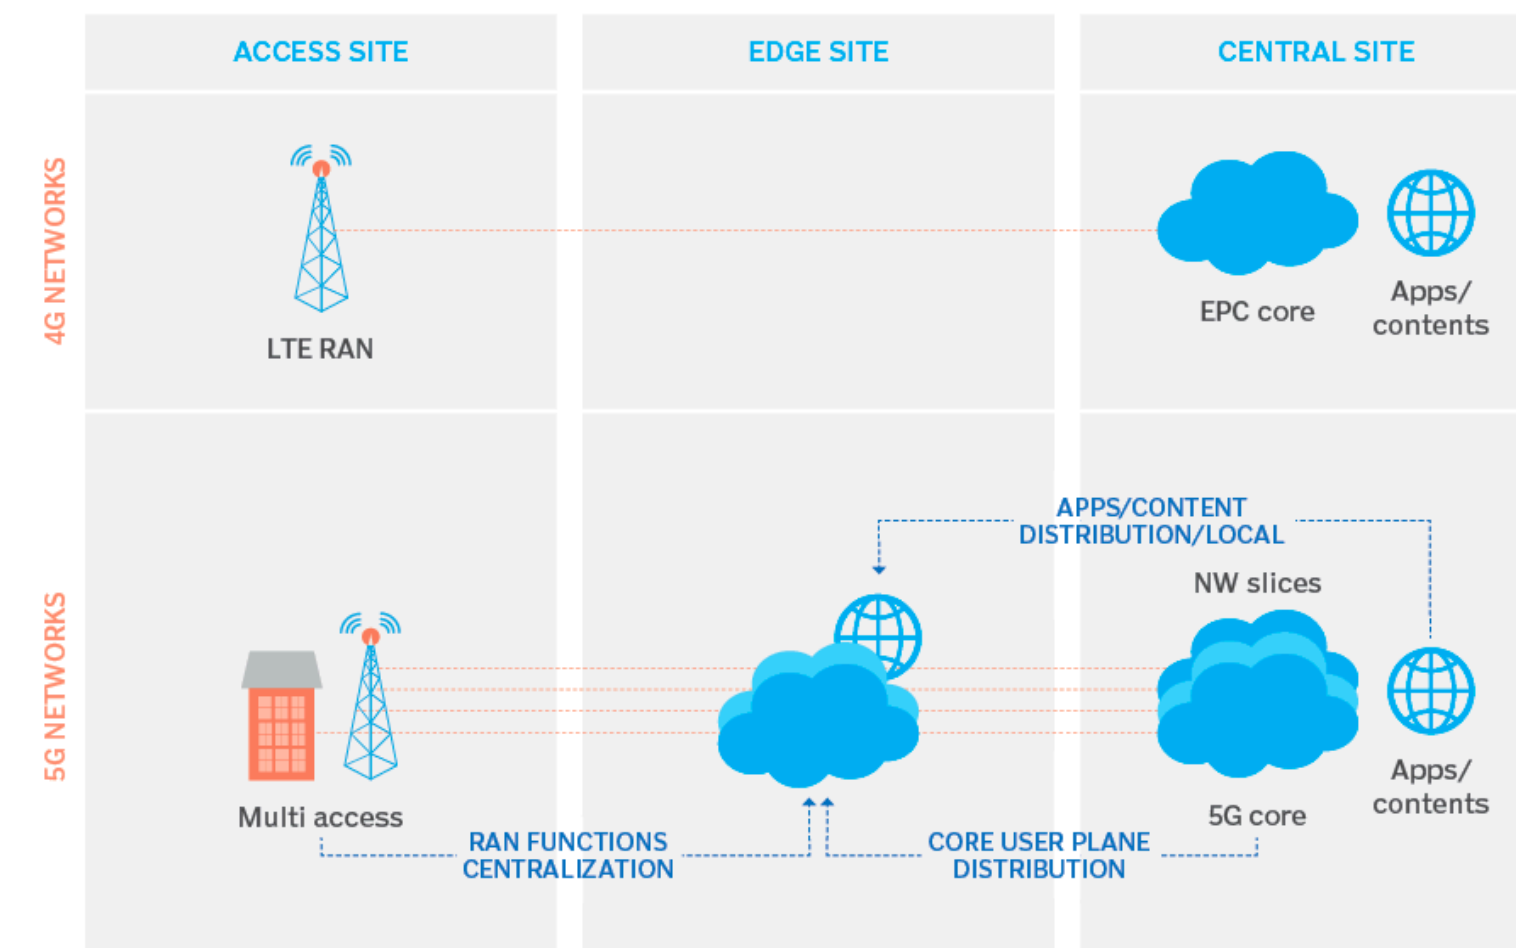 ACCESS SITE
EDGE SITE
CENTRAL SITE
4G NETWORKS
LTE RAN
EPC core
Apps/
contents
5G NETWORKS
APPS/CONTENT
DISTRIBUTION/LOCAL
NW slices
Multi access
5G core
Apps/
contents
RAN FUNCTIONS
CENTRALIZATION
CORE USER PLANE
DISTRIBUTION